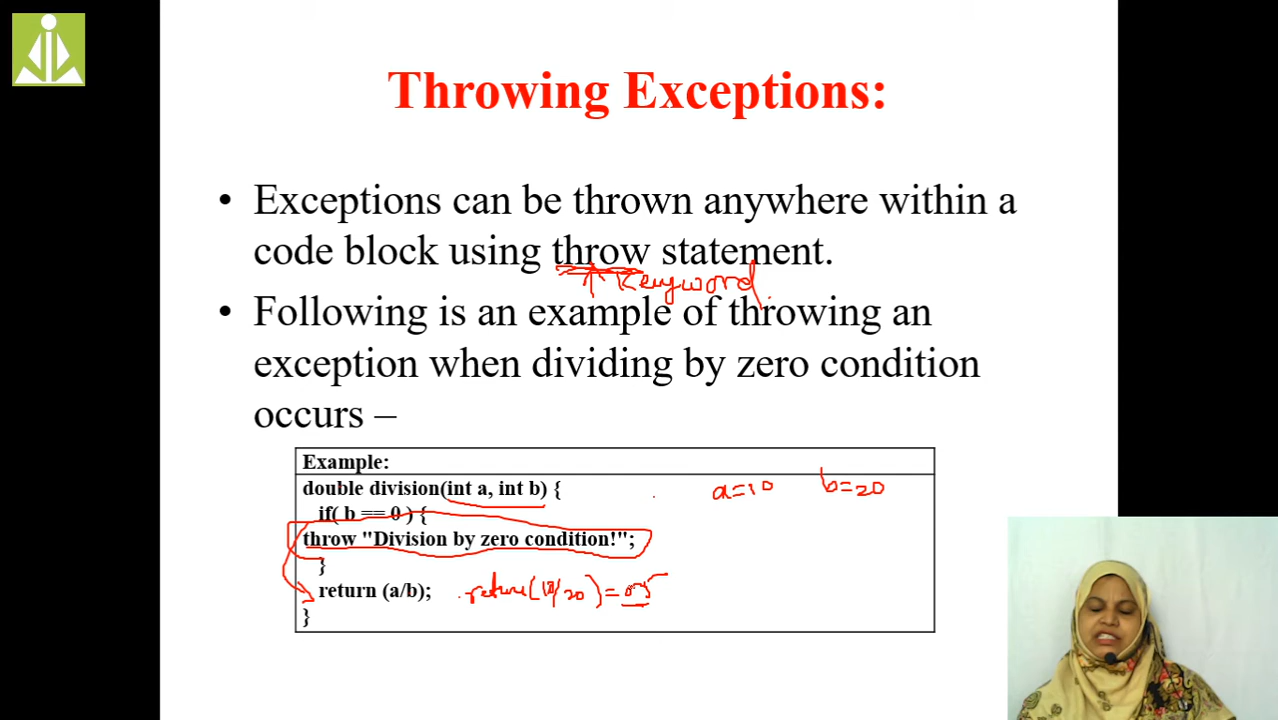 Throwing Exceptions:
• Exceptions can be thrown anywhere within a
code block using throw statement.
Keyword
• Following is an example of throwing an
exception when dividing by zero condition
occurs –
Example:
double division(int a, int b) { a=10 b=20
if( b == 0 ) {
throw "Division by zero condition!";
}
return (a/b); return (10/20) = 0.5
}